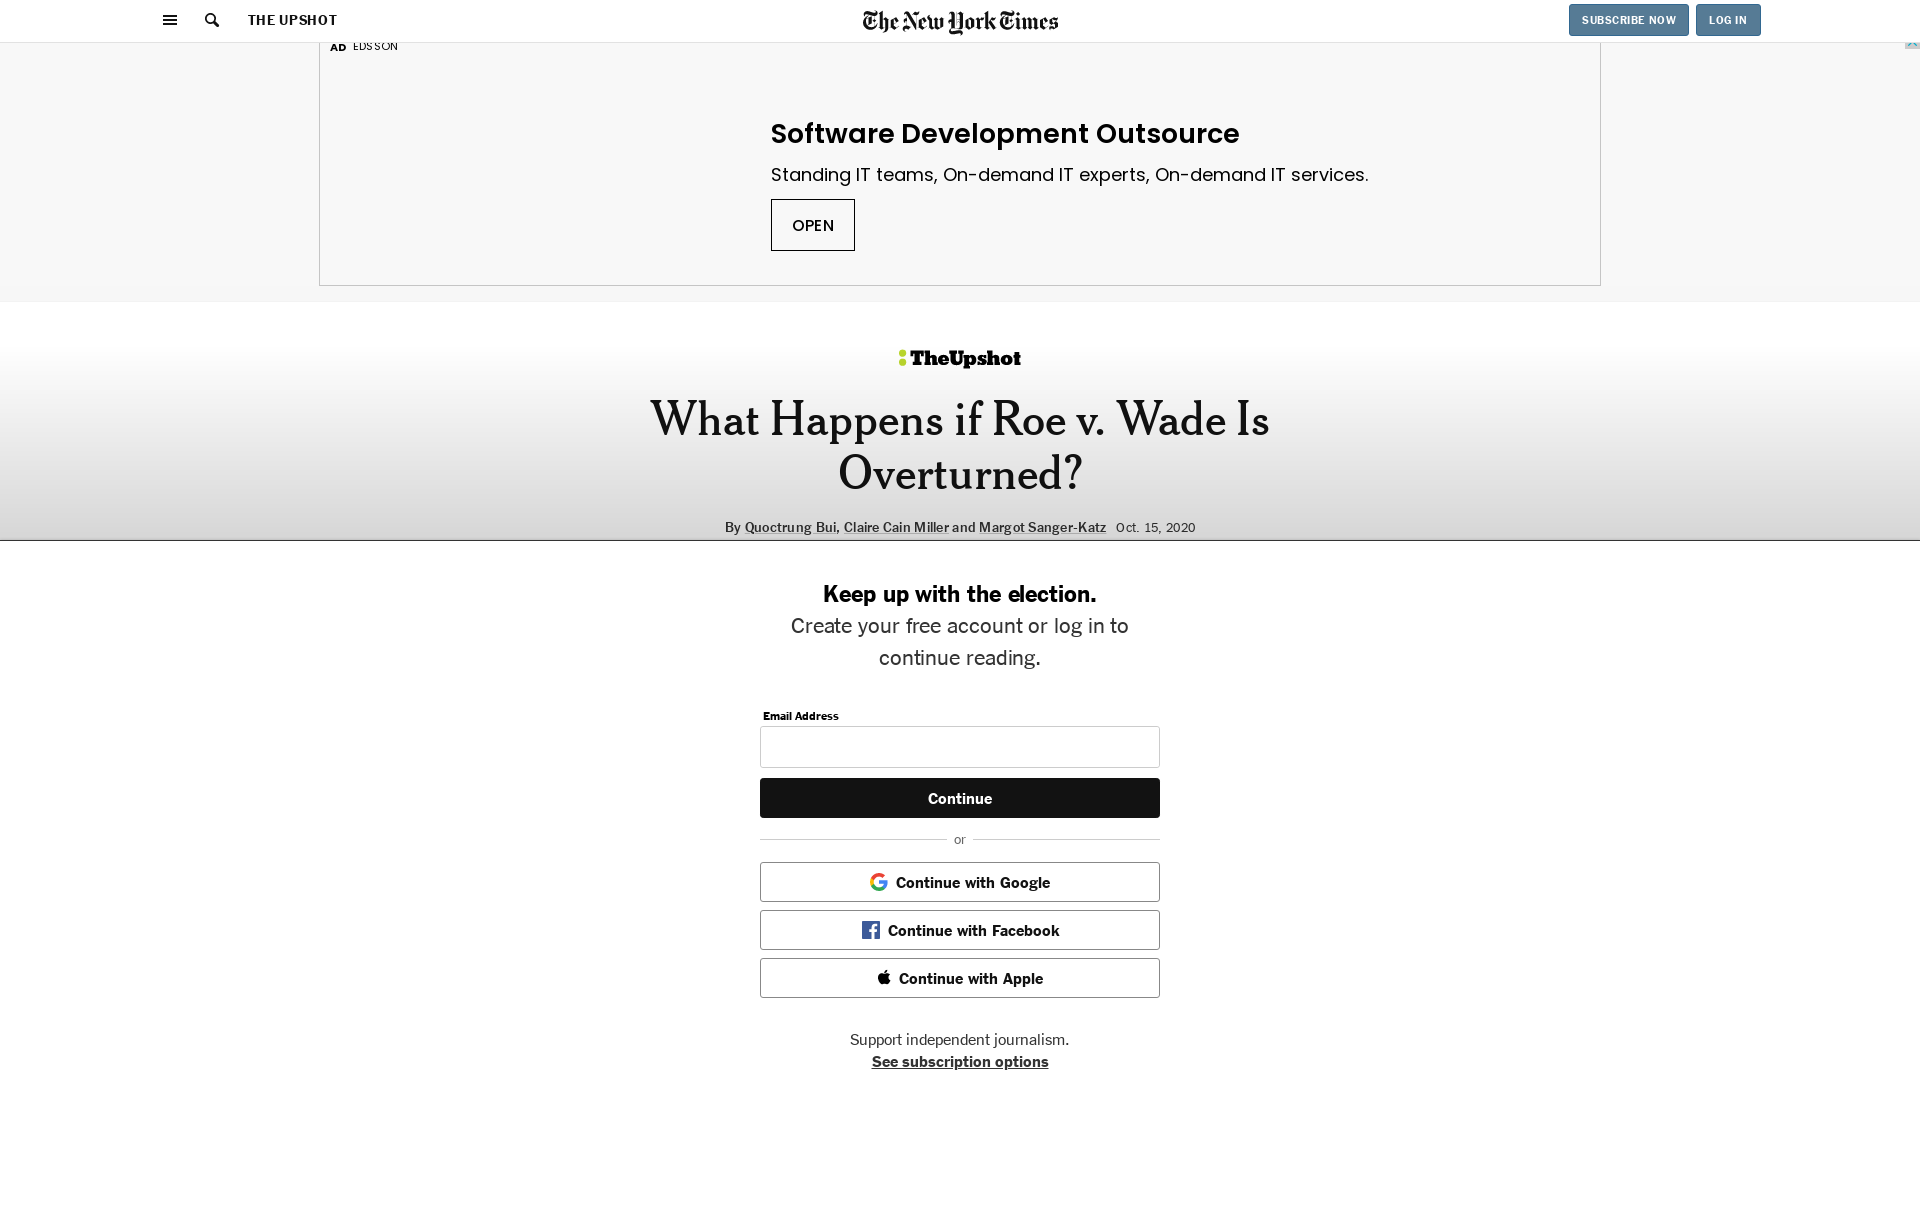 THE UPSHOT
The New York Times
SUBSCRIBE NOW
LOG IN
AD EDSSON
Software Development Outsource
Standing IT teams, On-demand IT experts, On-demand IT services.
OPEN
TheUpshot
What Happens if Roe v. Wade Is
Overturned?
By Quoctrung Bui, Claire Cain Miller and Margot Sanger-Katz Oct. 15, 2020
Keep up with the election.
Create your free account or log in to
continue reading.
Email Address
Continue
or
Continue with Google
Continue with Facebook
Continue with Apple
Support independent journalism.
See subscription options